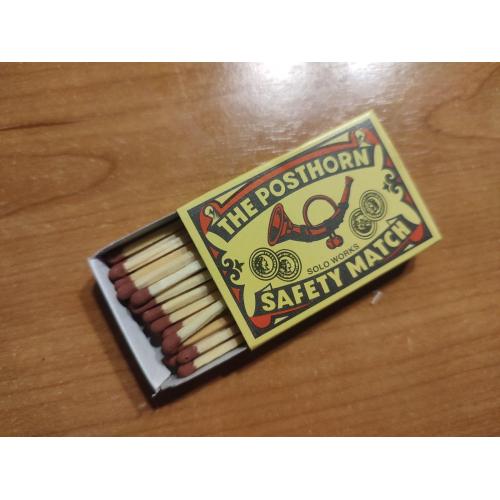 THE POSTHORN
SOLO WORKS
SAFETY MATCH